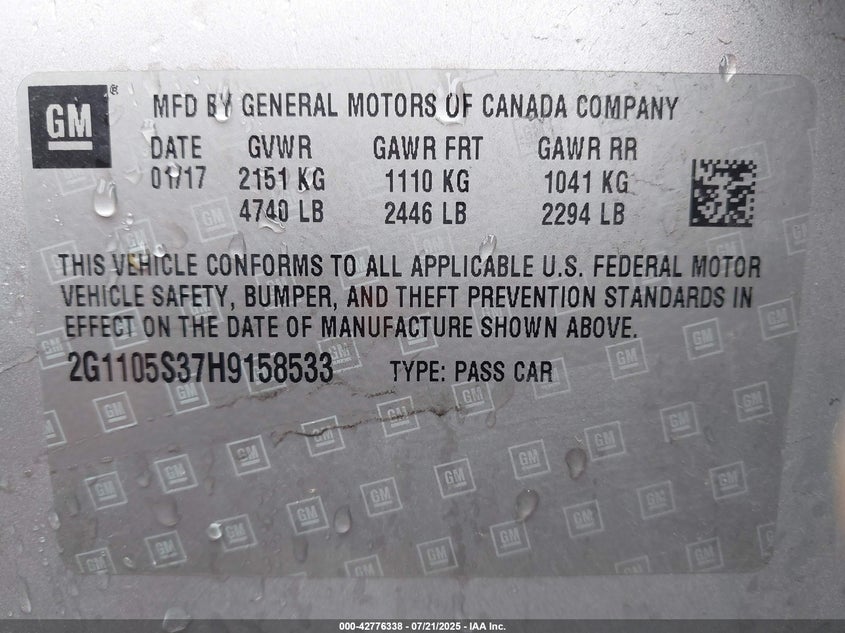 GM ® MFD BY GENERAL MOTORS OF CANADA COMPANY
DATE GVWR GAWR FRT GAWR RR
01/17 2151 KG 1110 KG 1041 KG
4740 LB 2446 LB 2294 LB
THIS VEHICLE CONFORMS TO ALL APPLICABLE U.S. FEDERAL MOTOR
VEHICLE SAFETY, BUMPER, AND THEFT PREVENTION STANDARDS IN
EFFECT ON THE DATE OF MANUFACTURE SHOWN ABOVE.
2G1105S37H9158533 TYPE: PASS CAR
000-42776338 - 07/21/2025 - IAA Inc.